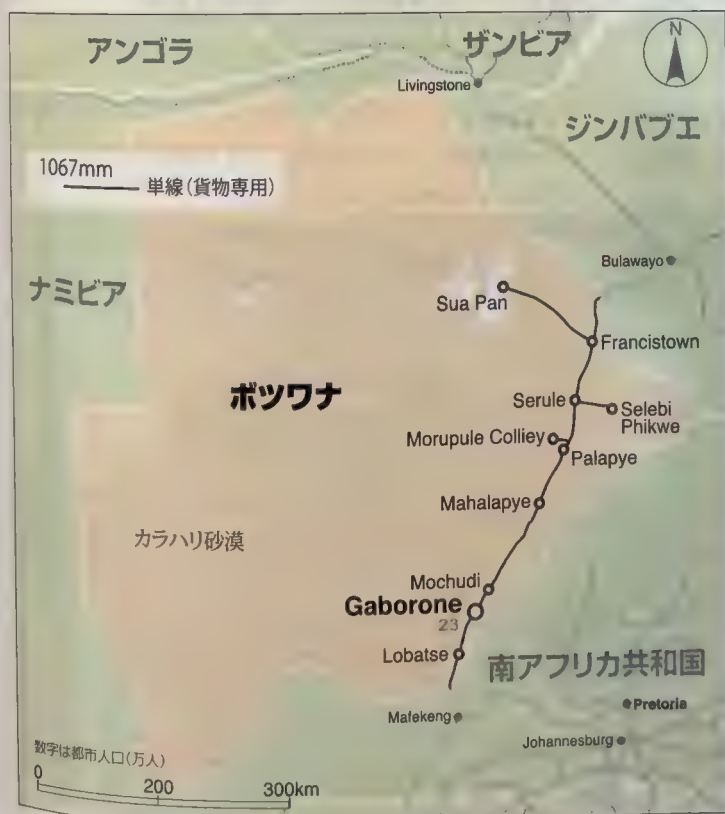 アンゴラ
ザンビア
N
Livingstone
ジンバブエ
1067mm
単線(貨物専用)
Bulawayo
ナミビア
Sua Pan
Francistown
ボツワナ
Serule
Selebi
Phikwe
Morupule Colliey
Palapye
Mahalapye
カラハリ砂漠
Mochudi
Gaborone
23
Lobatse
南アフリカ共和国
Mafekeng
Pretoria
Johannesburg
数字は都市人口(万人)
0 200 300km